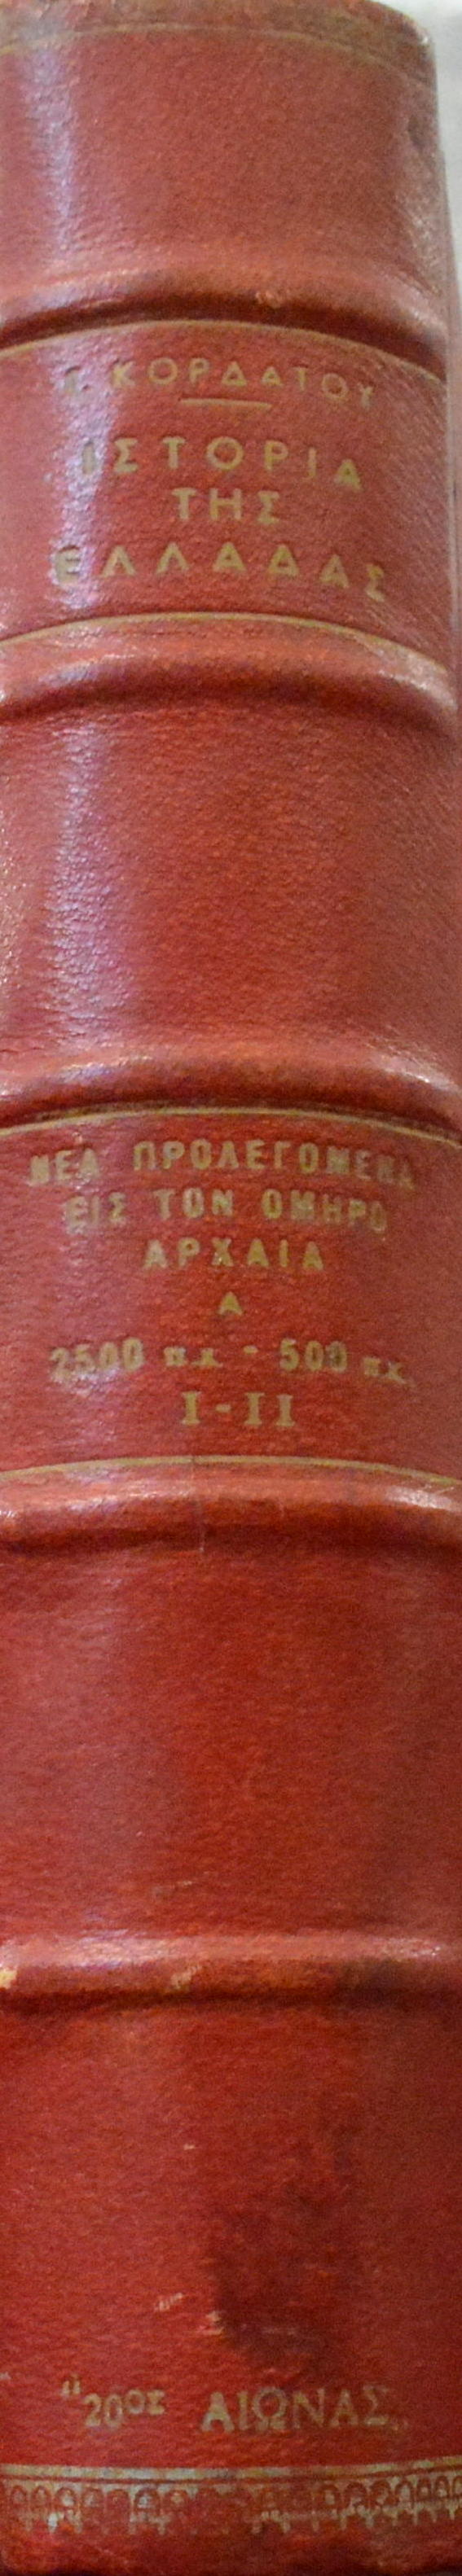 Γ. ΚΟΡΔΑΤΟΥ
ΙΣΤΟΡΙΑ
ΤΗΣ
ΕΛΛΑΔΑΣ
ΝΕΑ ΠΡΟΛΕΓΟΜΕΝΑ
ΕΙΣ ΤΟΝ ΟΜΗΡΟ
ΑΡΧΑΙΑ
Α
2500 π.χ. - 500 π.χ.
I-II
"20ΟΣ ΑΙΩΝΑΣ„